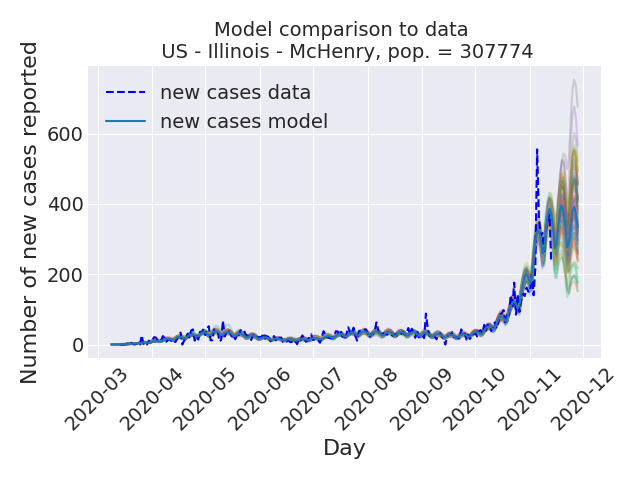 Model comparison to data
US - Illinois - McHenry, pop. = 307774
Number of new cases reported
new cases data
new cases model
600
400
200
0
2020-03
2020-04
2020-05
2020-06
2020-07
2020-08
2020-09
2020-10
2020-11
2020-12
Day